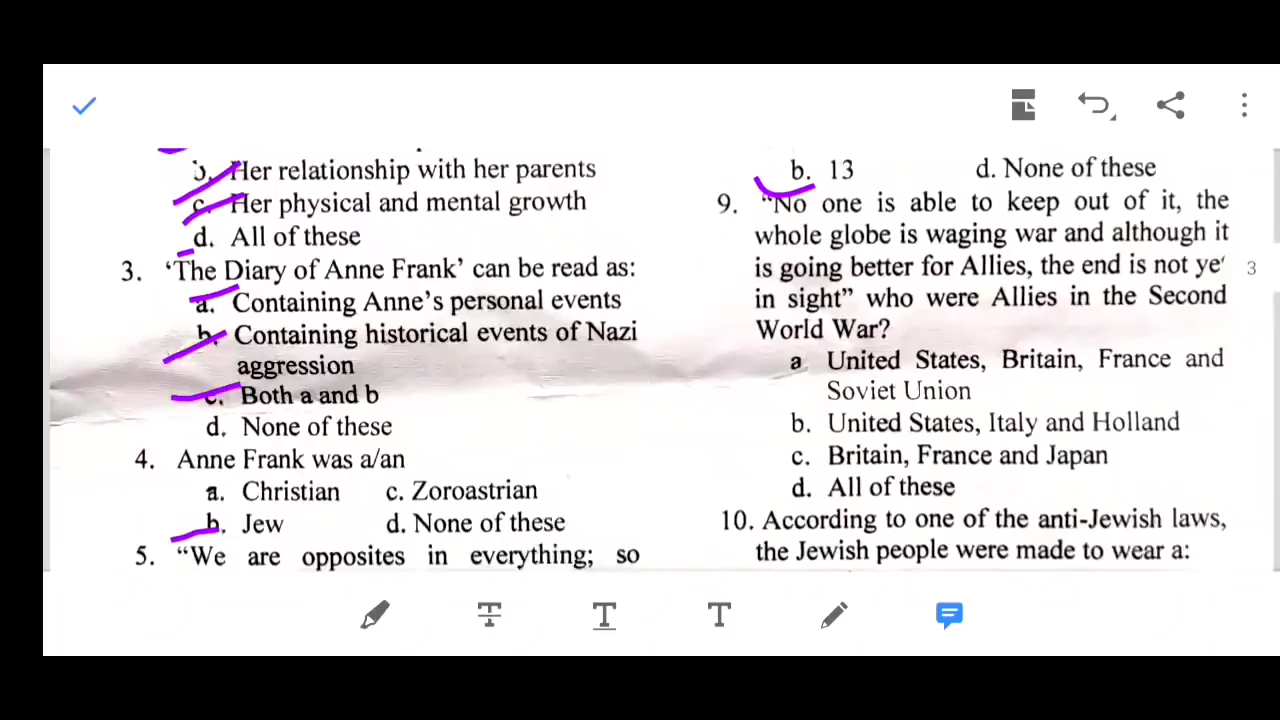 b. Her relationship with her parents
c. Her physical and mental growth
d. All of these
3. ‘The Diary of Anne Frank’ can be read as:
a. Containing Anne’s personal events
b. Containing historical events of Nazi
aggression
c. Both a and b
d. None of these
4. Anne Frank was a/an
a. Christian c. Zoroastrian
b. Jew d. None of these
5. “We are opposites in everything; so
b. 13 d. None of these
9. “No one is able to keep out of it, the
whole globe is waging war and although it
is going better for Allies, the end is not ye
in sight” who were Allies in the Second
World War?
a United States, Britain, France and
Soviet Union
b. United States, Italy and Holland
c. Britain, France and Japan
d. All of these
10. According to one of the anti-Jewish laws,
the Jewish people were made to wear a:
3